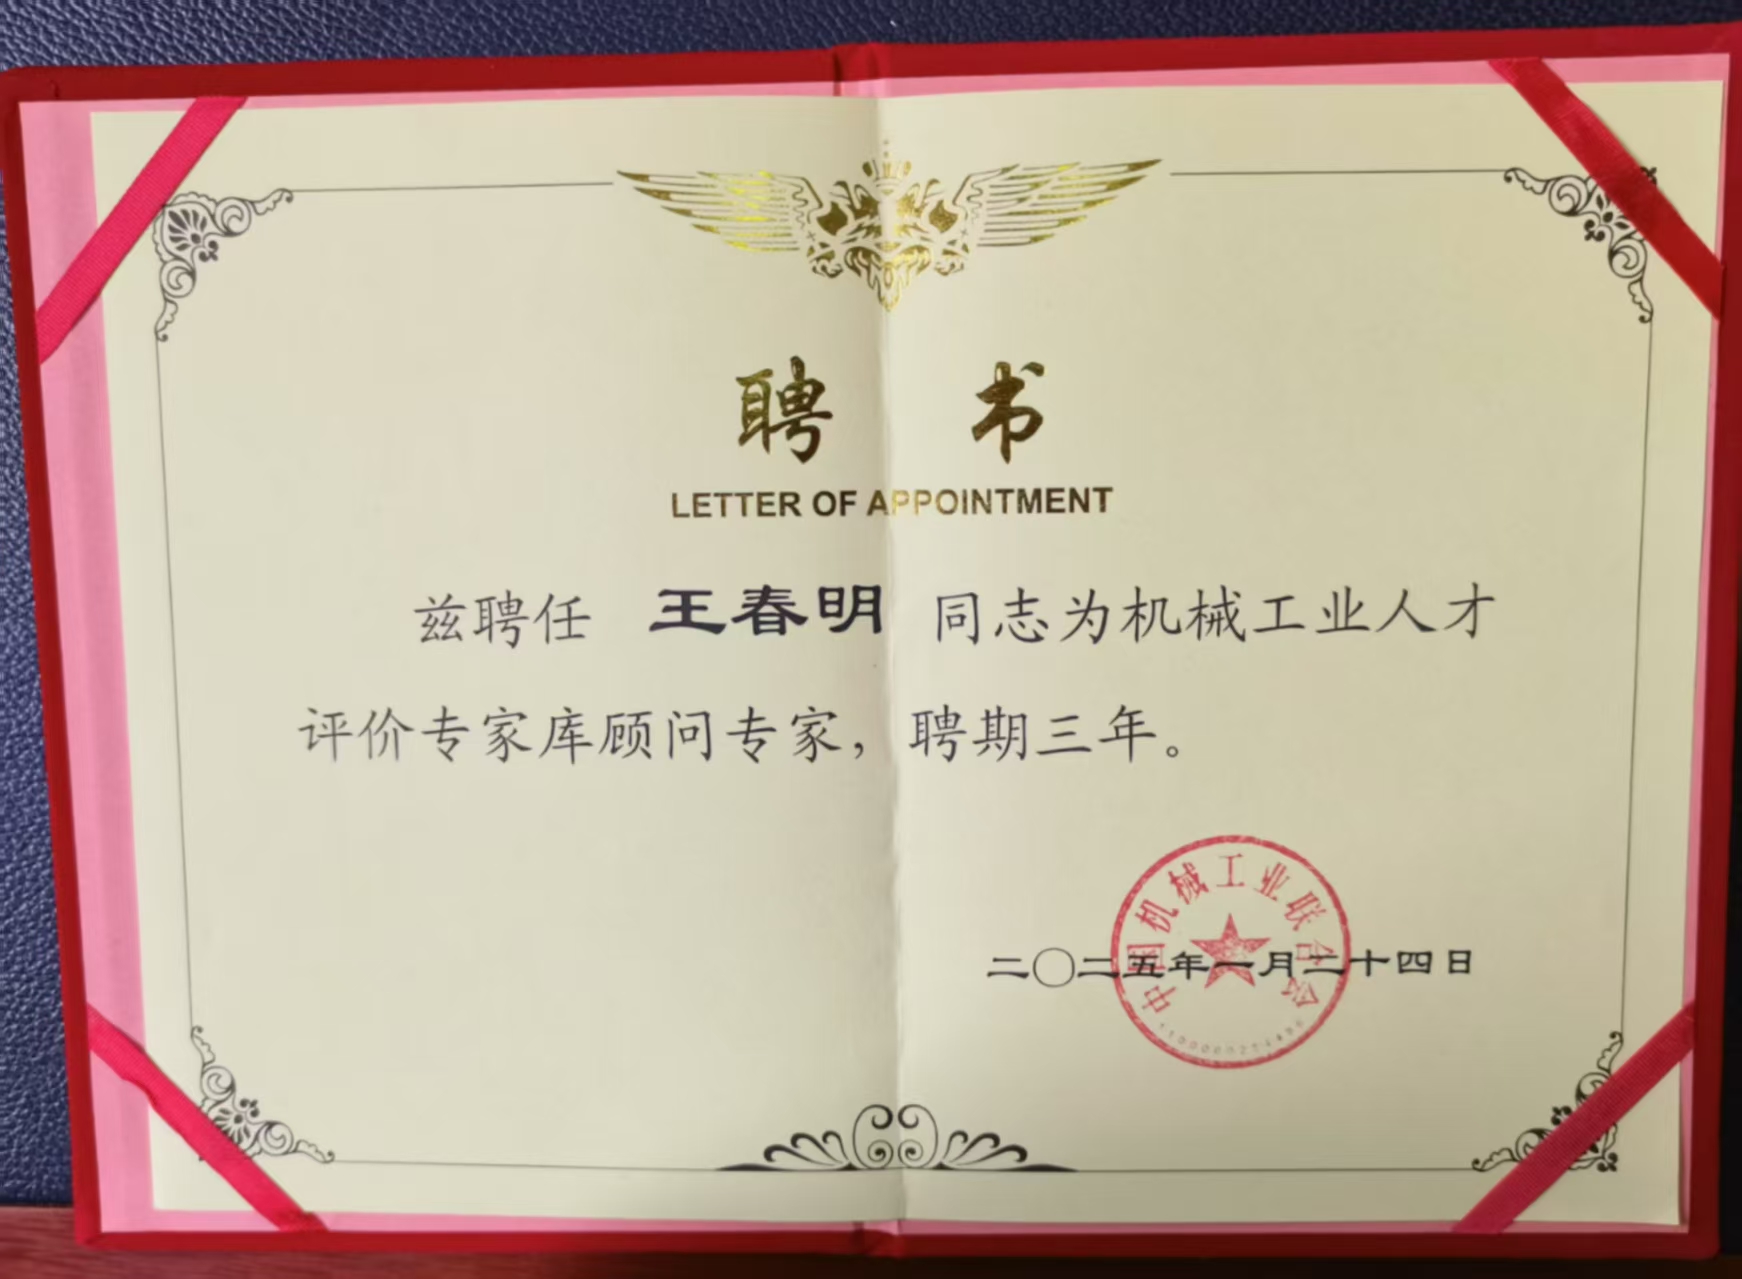 聘 书
LETTER OF APPOINTMENT
兹聘任 王春明 同志为机械工业人才
评价专家库顾问专家，聘期三年。
中国机械工业联合会
二〇二五年一月二十四日